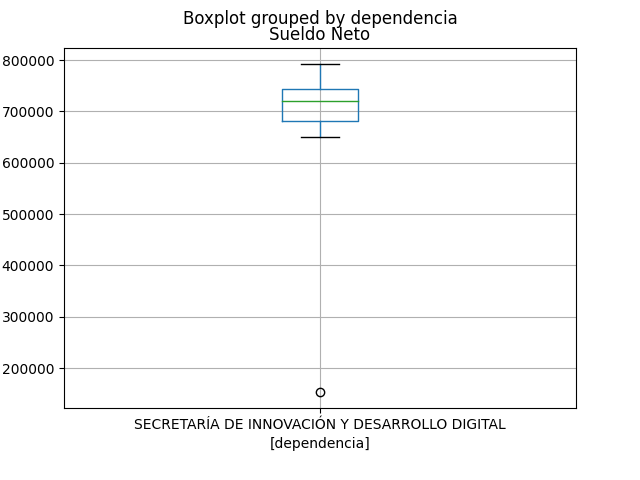 Boxplot grouped by dependencia
Sueldo Neto
800000
700000
600000
500000
400000
300000
200000
SECRETARÍA DE INNOVACIÓN Y DESARROLLO DIGITAL
[dependencia]